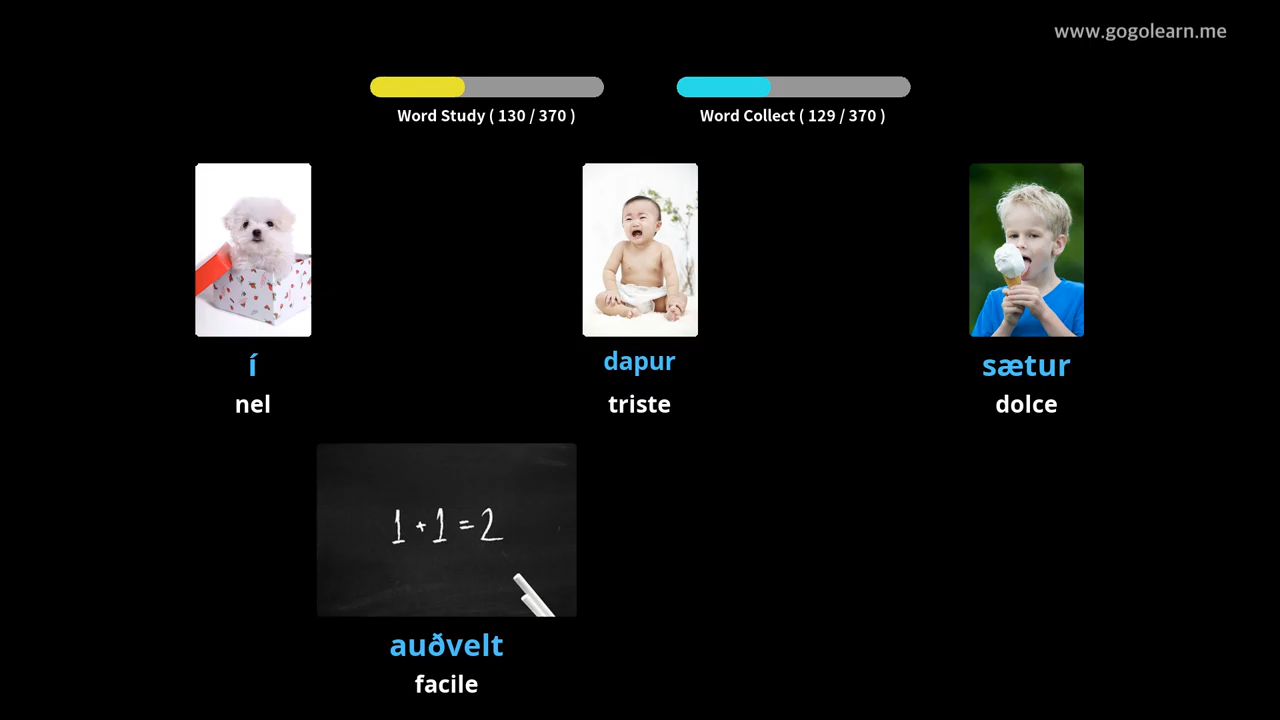 www.gogolearn.me
Word Study ( 130 / 370 )
Word Collect ( 129 / 370 )
í
dapur
sætur
nel
triste
dolce
1 + 1 = 2
auðvelt
facile